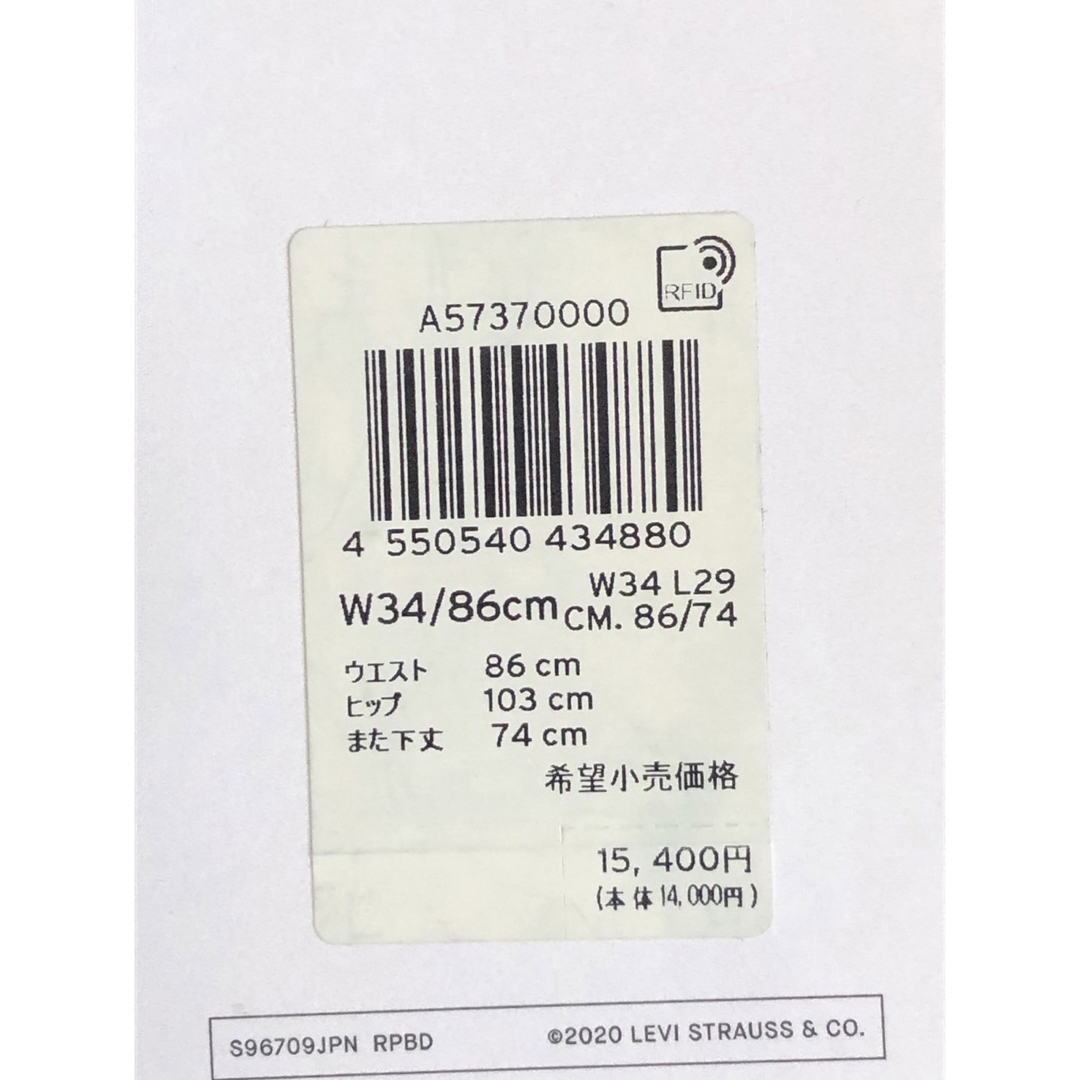 RFID
A57370000
4 550540 434880
W34/86cm
W34 L29
CM. 86/74
ウエスト 86 cm
ヒップ 103 cm
また下丈 74 cm
希望小売価格
15,400円
(本体14,000円)
S96709JPN RPBD
©2020 LEVI STRAUSS & CO.